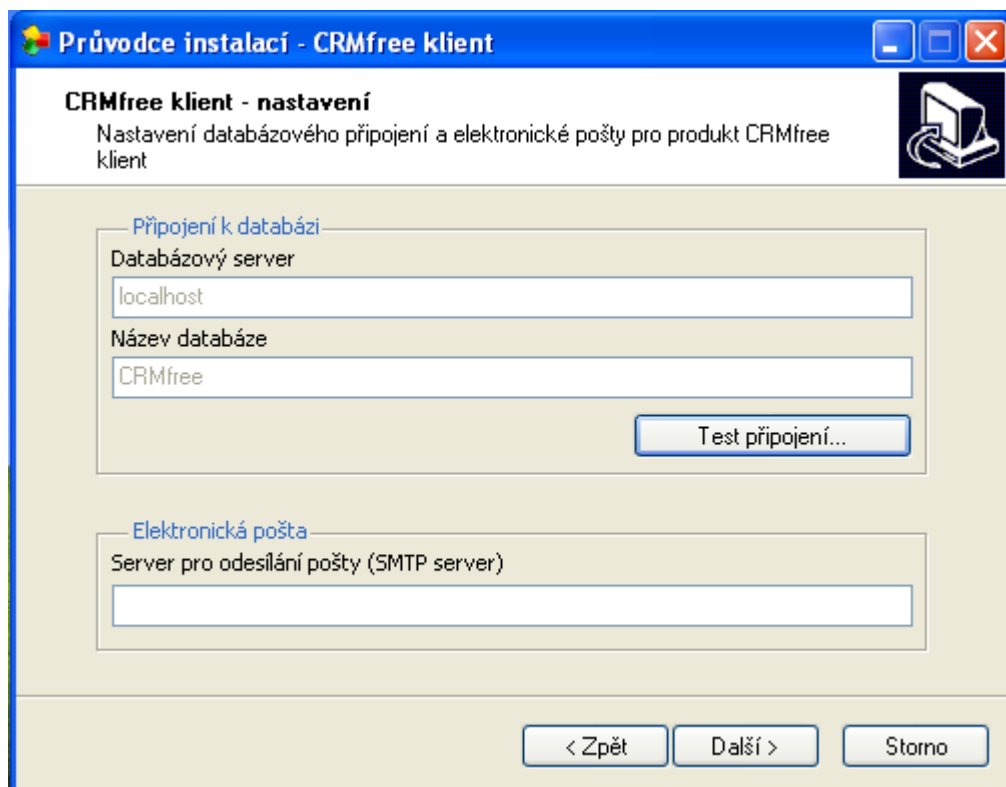 Průvodce instalací - CRMfree klient
CRMfree klient - nastavení
Nastavení databázového připojení a elektronické pošty pro produkt CRMfree
klient
Připojení k databázi
Databázový server
localhost
Název databáze
CRMfree
Test připojení...
Elektronická pošta
Server pro odesílání pošty (SMTP server)
< Zpět
Další >
Storno